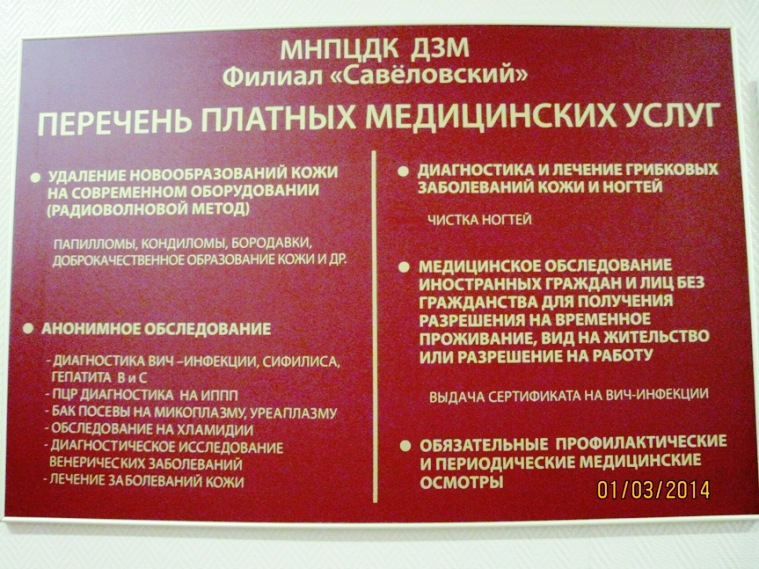 МНПЦДК ДЗМ
Филиал «Савёловский»
ПЕРЕЧЕНЬ ПЛАТНЫХ МЕДИЦИНСКИХ УСЛУГ
● УДАЛЕНИЕ НОВООБРАЗОВАНИЙ КОЖИ
НА СОВРЕМЕННОМ ОБОРУДОВАНИИ
(РАДИОВОЛНОВОЙ МЕТОД)
ПАПИЛЛОМЫ, КОНДИЛОМЫ, БОРОДАВКИ,
ДОБРОКАЧЕСТВЕННОЕ ОБРАЗОВАНИЕ КОЖИ И ДР.
● АНОНИМНОЕ ОБСЛЕДОВАНИЕ
- ДИАГНОСТИКА ВИЧ –ИНФЕКЦИИ, СИФИЛИСА,
ГЕПАТИТА В и С
- ПЦР ДИАГНОСТИКА НА ИППП
- БАК ПОСЕВЫ НА МИКОПЛАЗМУ, УРЕАПЛАЗМУ
- ОБСЛЕДОВАНИЕ НА ХЛАМИДИИ
- ДИАГНОСТИЧЕСКОЕ ИССЛЕДОВАНИЕ
ВЕНЕРИЧЕСКИХ ЗАБОЛЕВАНИЙ
- ЛЕЧЕНИЕ ЗАБОЛЕВАНИЙ КОЖИ
● ДИАГНОСТИКА И ЛЕЧЕНИЕ ГРИБКОВЫХ
ЗАБОЛЕВАНИЙ КОЖИ И НОГТЕЙ
ЧИСТКА НОГТЕЙ
● МЕДИЦИНСКОЕ ОБСЛЕДОВАНИЕ
ИНОСТРАННЫХ ГРАЖДАН И ЛИЦ БЕЗ
ГРАЖДАНСТВА ДЛЯ ПОЛУЧЕНИЯ
РАЗРЕШЕНИЯ НА ВРЕМЕННОЕ
ПРОЖИВАНИЕ, ВИД НА ЖИТЕЛЬСТВО
ИЛИ РАЗРЕШЕНИЕ НА РАБОТУ
ВЫДАЧА СЕРТИФИКАТА НА ВИЧ-ИНФЕКЦИИ
● ОБЯЗАТЕЛЬНЫЕ ПРОФИЛАКТИЧЕСКИЕ
И ПЕРИОДИЧЕСКИЕ МЕДИЦИНСКИЕ
ОСМОТРЫ
01/03/2014